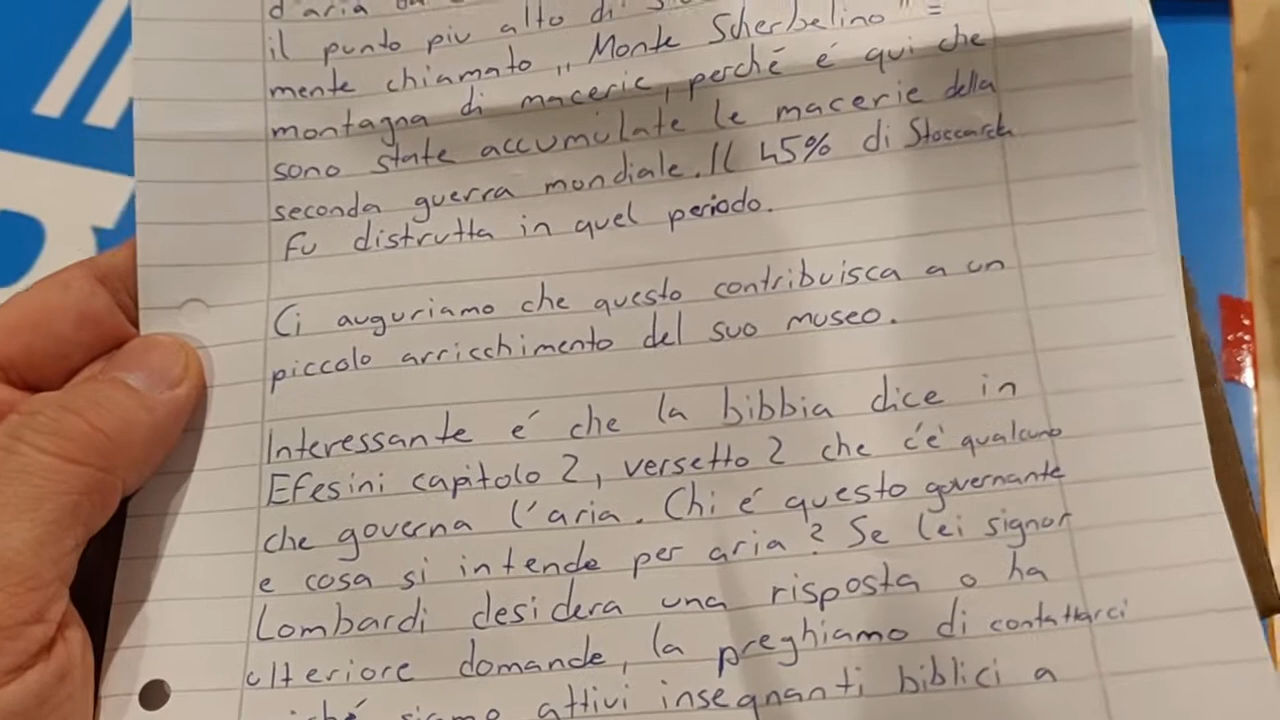 d'aria
il punto più alto di
mente chiamato „Monte Scherbelino" =
montagna di macerie, perché é qui che
sono state accumulate le macerie della
seconda guerra mondiale. Il 45% di Stoccarda
fu distrutta in quel periodo.
Ci auguriamo che questo contribuisca a un
piccolo arricchimento del suo museo.
Interessante é che la bibbia dice in
Efesini capitolo 2, versetto 2 che c'é qualcuno
che governa l'aria. Chi é questo governante
e cosa si intende per aria? Se lei signor
Lombardi desidera una risposta o ha
ulteriore domande, la preghiamo di contattarci
siamo attivi insegnanti biblici a